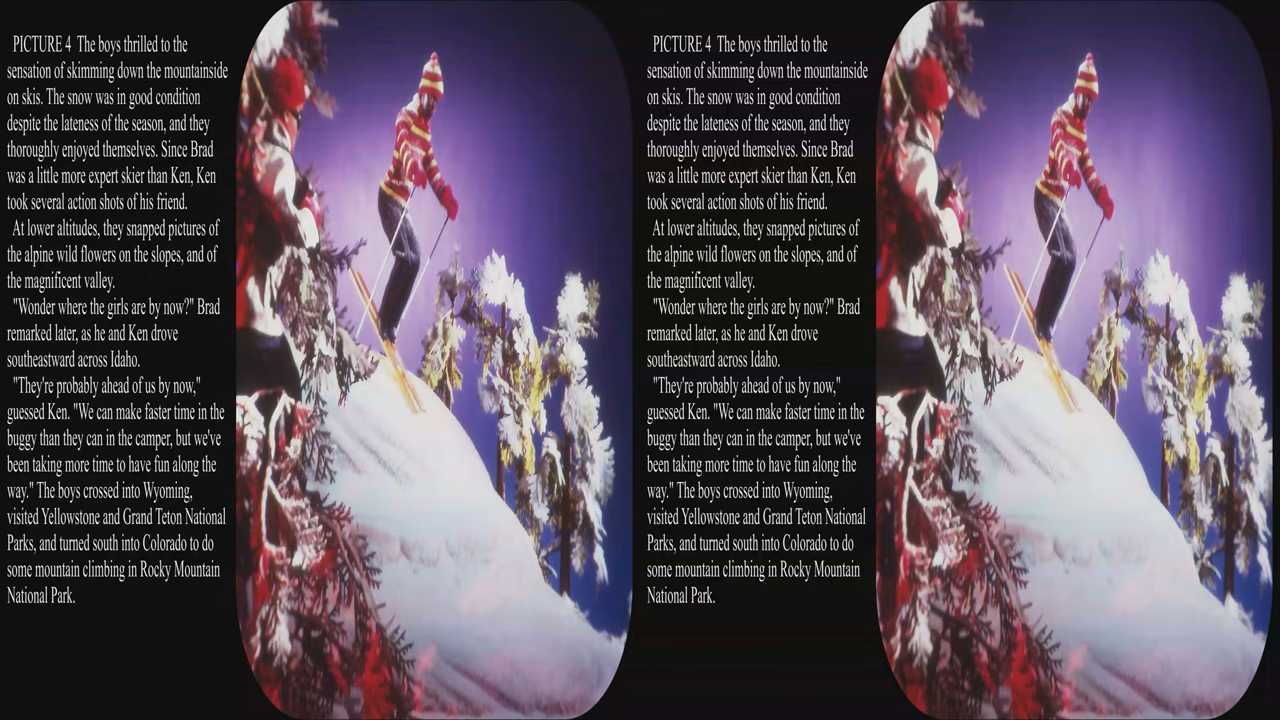 PICTURE 4 The boys thrilled to the
sensation of skimming down the mountainside
on skis. The snow was in good condition
despite the lateness of the season, and they
thoroughly enjoyed themselves. Since Brad
was a little more expert skier than Ken, Ken
took several action shots of his friend.
At lower altitudes, they snapped pictures of
the alpine wild flowers on the slopes, and of
the magnificent valley.
"Wonder where the girls are by now?" Brad
remarked later, as he and Ken drove
southeastward across Idaho.
"They're probably ahead of us by now,"
guessed Ken. "We can make faster time in the
buggy than they can in the camper, but we've
been taking more time to have fun along the
way." The boys crossed into Wyoming,
visited Yellowstone and Grand Teton National
Parks, and turned south into Colorado to do
some mountain climbing in Rocky Mountain
National Park.
PICTURE 4 The boys thrilled to the
sensation of skimming down the mountainside
on skis. The snow was in good condition
despite the lateness of the season, and they
thoroughly enjoyed themselves. Since Brad
was a little more expert skier than Ken, Ken
took several action shots of his friend.
At lower altitudes, they snapped pictures of
the alpine wild flowers on the slopes, and of
the magnificent valley.
"Wonder where the girls are by now?" Brad
remarked later, as he and Ken drove
southeastward across Idaho.
"They're probably ahead of us by now,"
guessed Ken. "We can make faster time in the
buggy than they can in the camper, but we've
been taking more time to have fun along the
way." The boys crossed into Wyoming,
visited Yellowstone and Grand Teton National
Parks, and turned south into Colorado to do
some mountain climbing in Rocky Mountain
National Park.